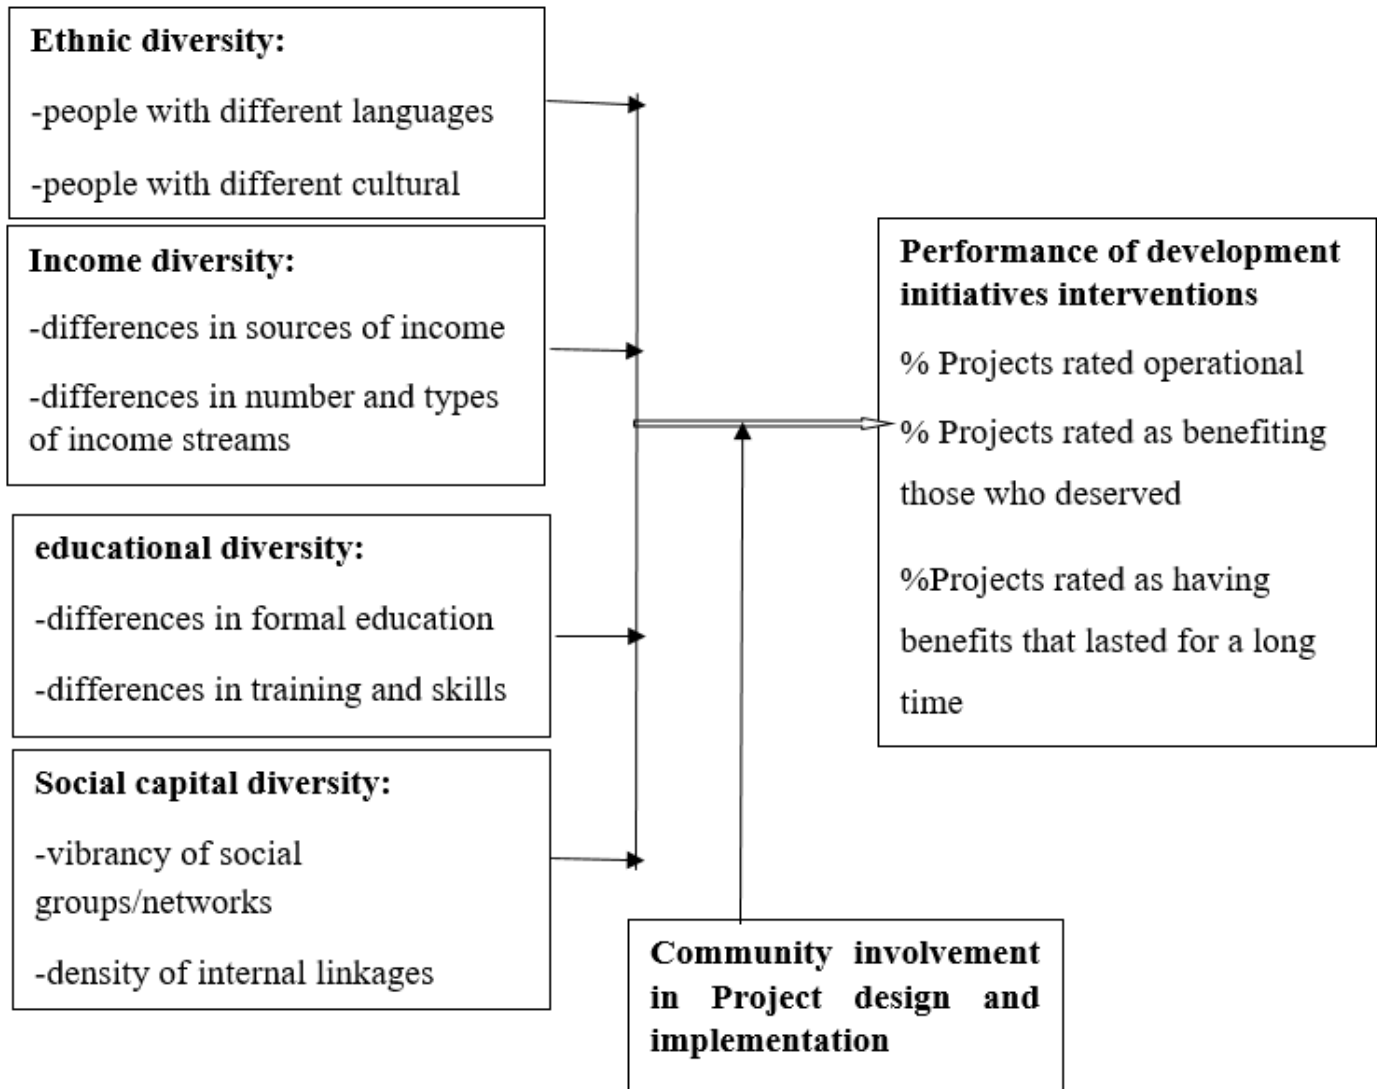 Ethnic diversity:
-people with different languages
-people with different cultural
Income diversity:
-differences in sources of income
-differences in number and types
of income streams
educational diversity:
-differences in formal education
-differences in training and skills
Social capital diversity:
-vibrancy of social
groups/networks
-density of internal linkages
Community involvement
in Project design and
implementation
Performance of development
initiatives interventions
% Projects rated operational
% Projects rated as benefiting
those who deserved
%Projects rated as having
benefits that lasted for a long
time